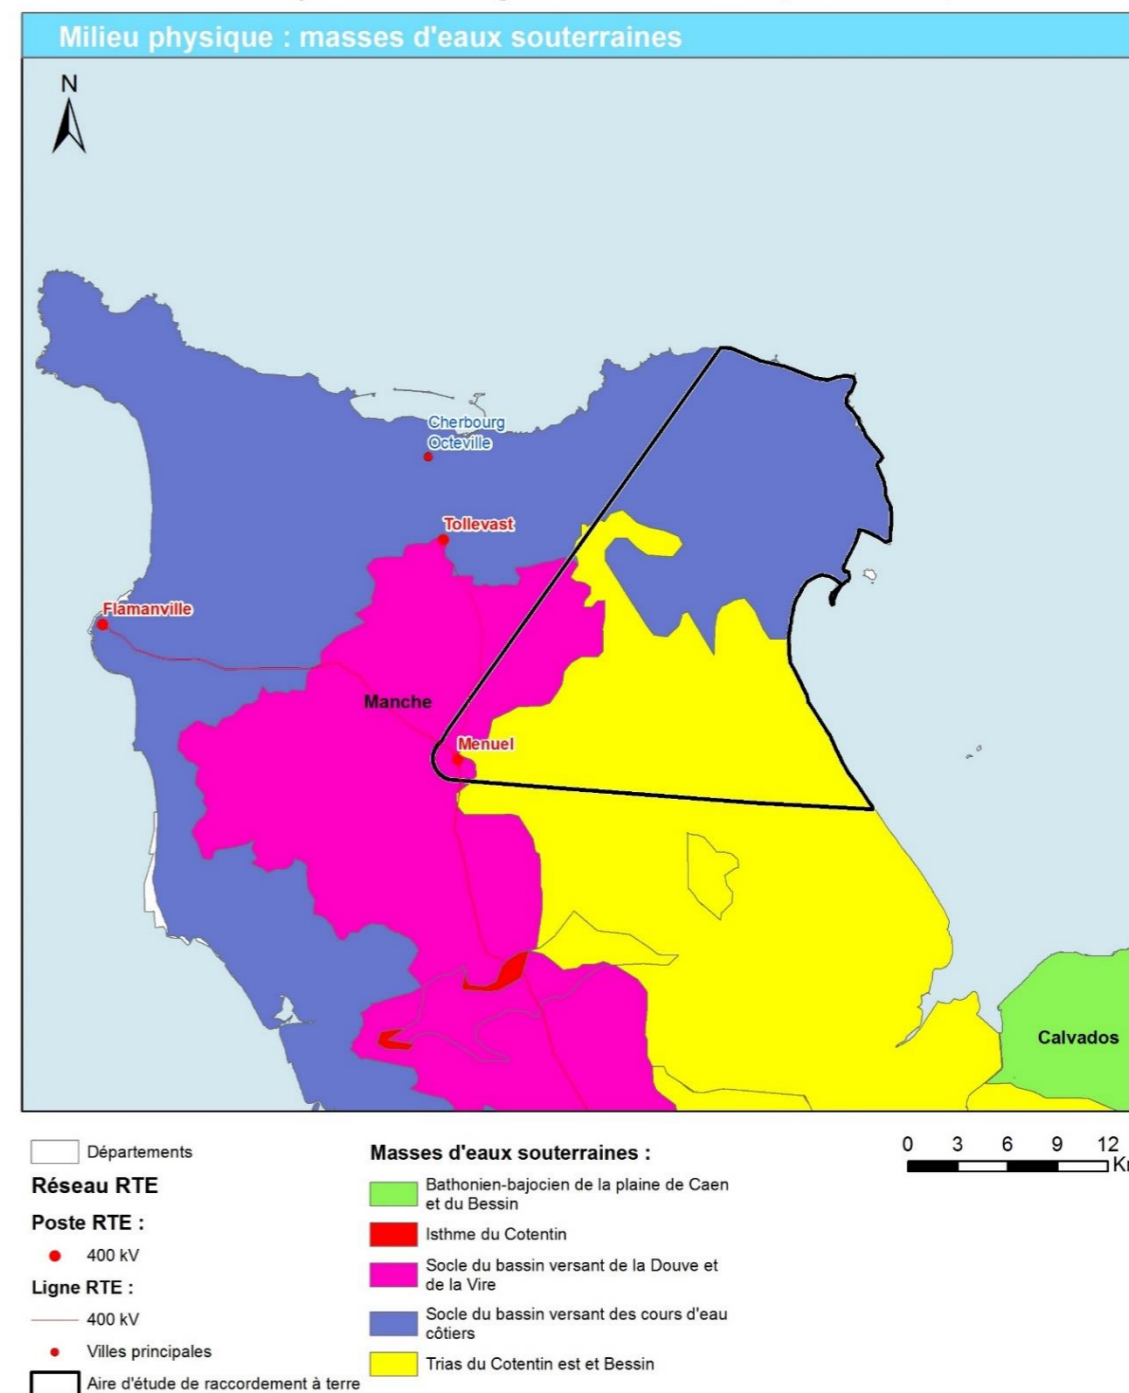 Milieu physique : masses d'eaux souterraines
N
Cherbourg
Octeville
Tollevast
Flamanville
Manche
Menuel
Calvados
Départements
Réseau RTE
Poste RTE :
400 kV
Ligne RTE :
400 kV
Villes principales
Aire d'étude de raccordement à terre
Masses d'eaux souterraines :
Bathonien-bajocien de la plaine de Caen
et du Bessin
Isthme du Cotentin
Socle du bassin versant de la Douve et
de la Vire
Socle du bassin versant des cours d'eau
côtiers
Trias du Cotentin est et Bessin
0 3 6 9 12